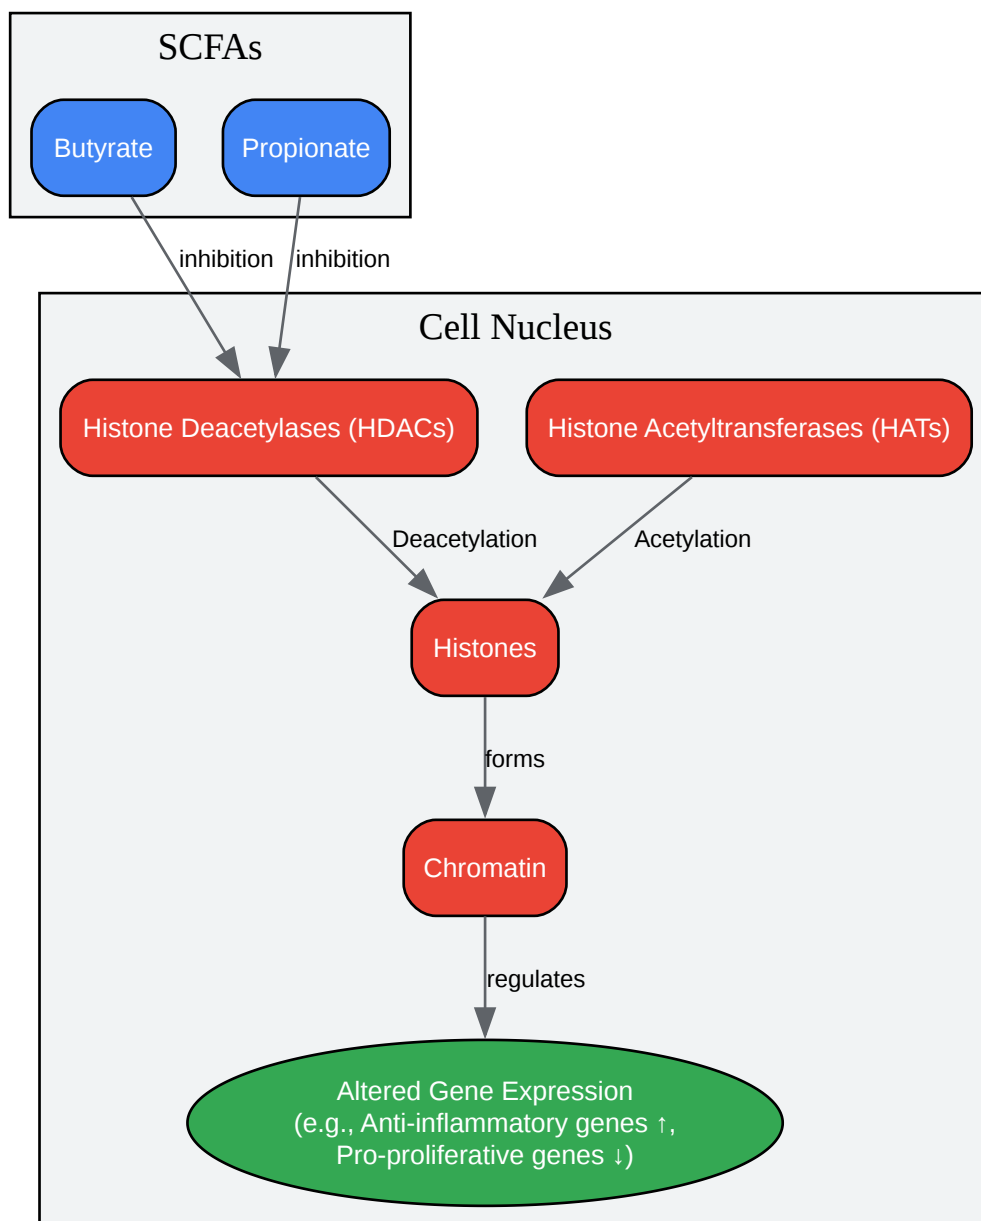 SCFAs
Butyrate
Propionate
inhibition
inhibition
Cell Nucleus
Histone Deacetylases (HDACs)
Histone Acetyltransferases (HATs)
Deacetylation
Acetylation
Histones
forms
Chromatin
regulates
Altered Gene Expression
(e.g., Anti-inflammatory genes ↑,
Pro-proliferative genes ↓)